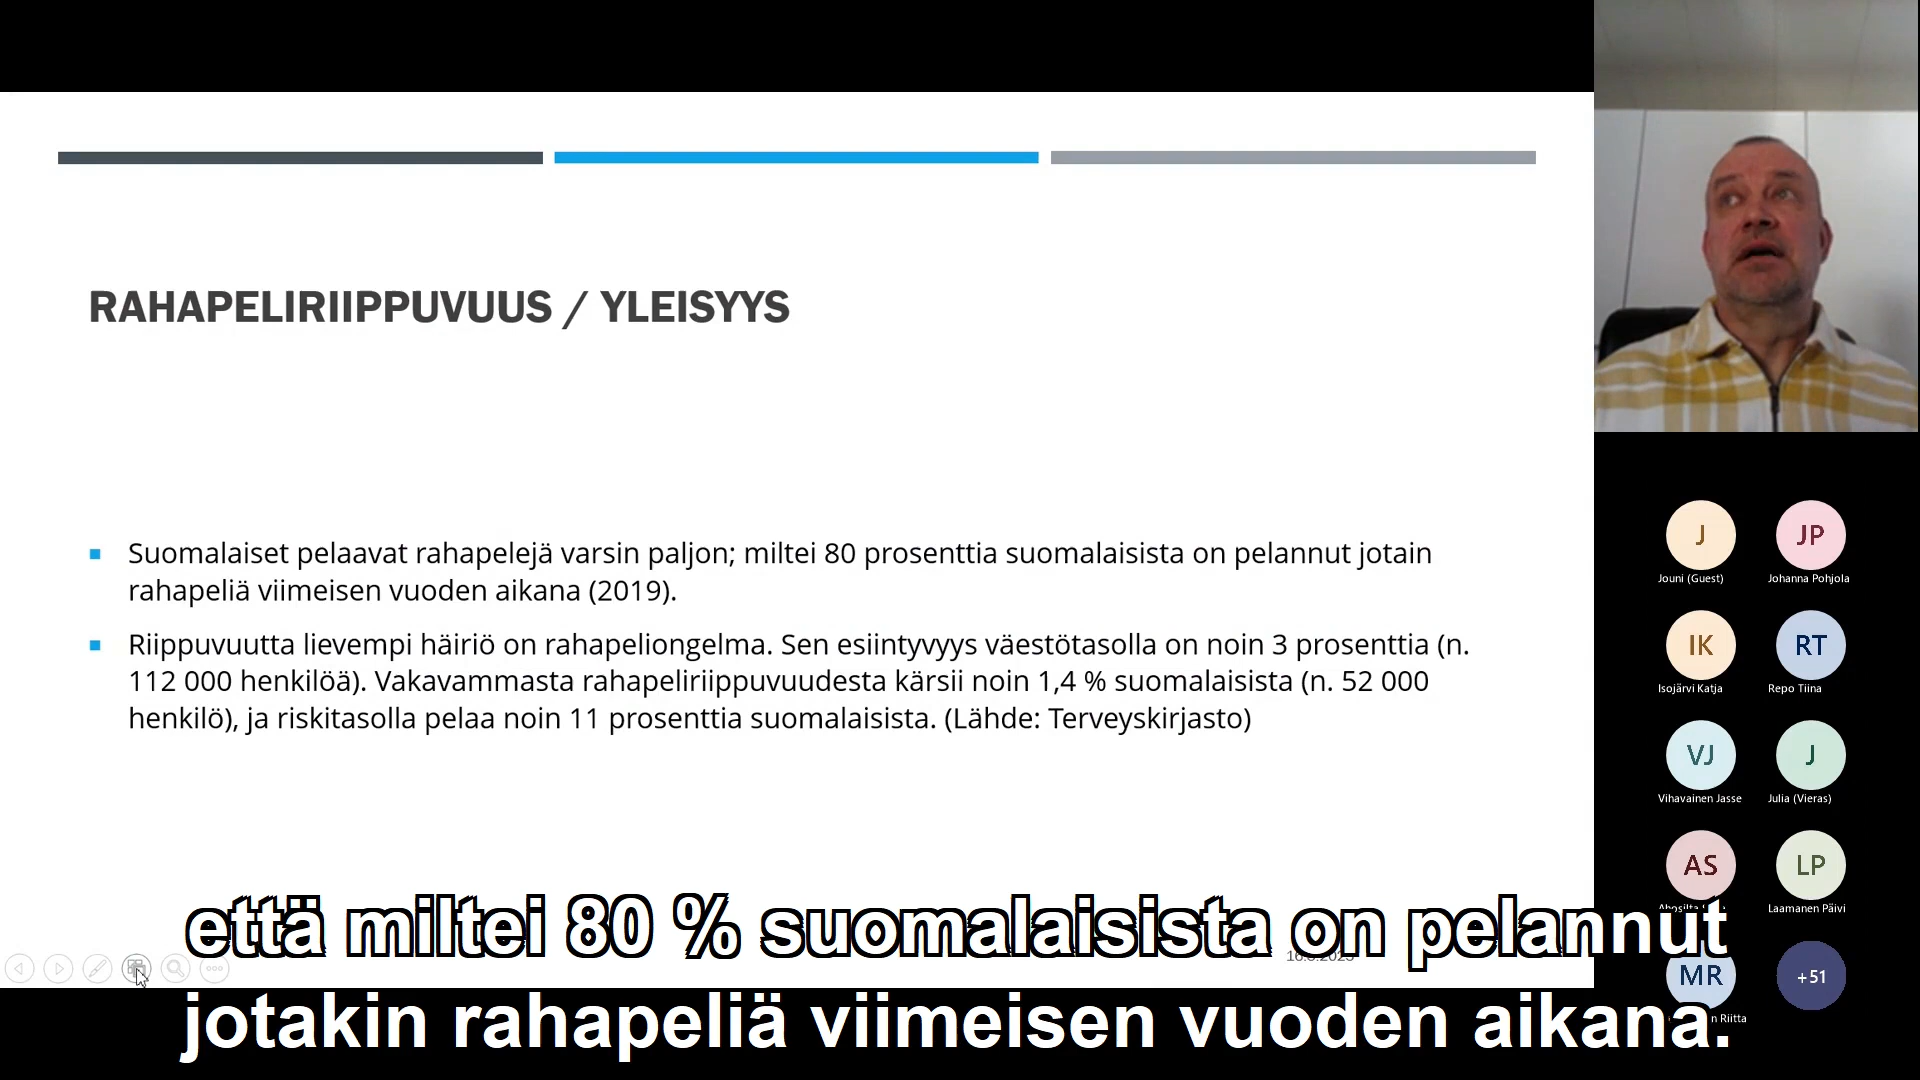 RAHAPELIRIIPPUVUUS / YLEISYYS
Suomalaiset pelaavat rahapelejä varsin paljon; miltei 80 prosenttia suomalaisista on pelannut jotain
rahapeliä viimeisen vuoden aikana (2019).
Riippuvuutta lievempi häiriö on rahapeliongelma. Sen esiintyvyys väestötasolla on noin 3 prosenttia (n.
112 000 henkilöä). Vakavammasta rahapeliriippuvuudesta kärsii noin 1,4 % suomalaisista (n. 52 000
henkilö), ja riskitasolla pelaa noin 11 prosenttia suomalaisista. (Lähde: Terveyskirjasto)
J
JP
Jouni (Guest)
Johanna Pohjola
IK
RT
Isojärvi Katja
Repo Tiina
VJ
J
Vihavainen Jasse
Julia (Vieras)
AS
LP
Laamanen Päivi
MR
+51
Riitta
että miltei 80 % suomalaisista on pelannut
jotakin rahapeliä viimeisen vuoden aikana.